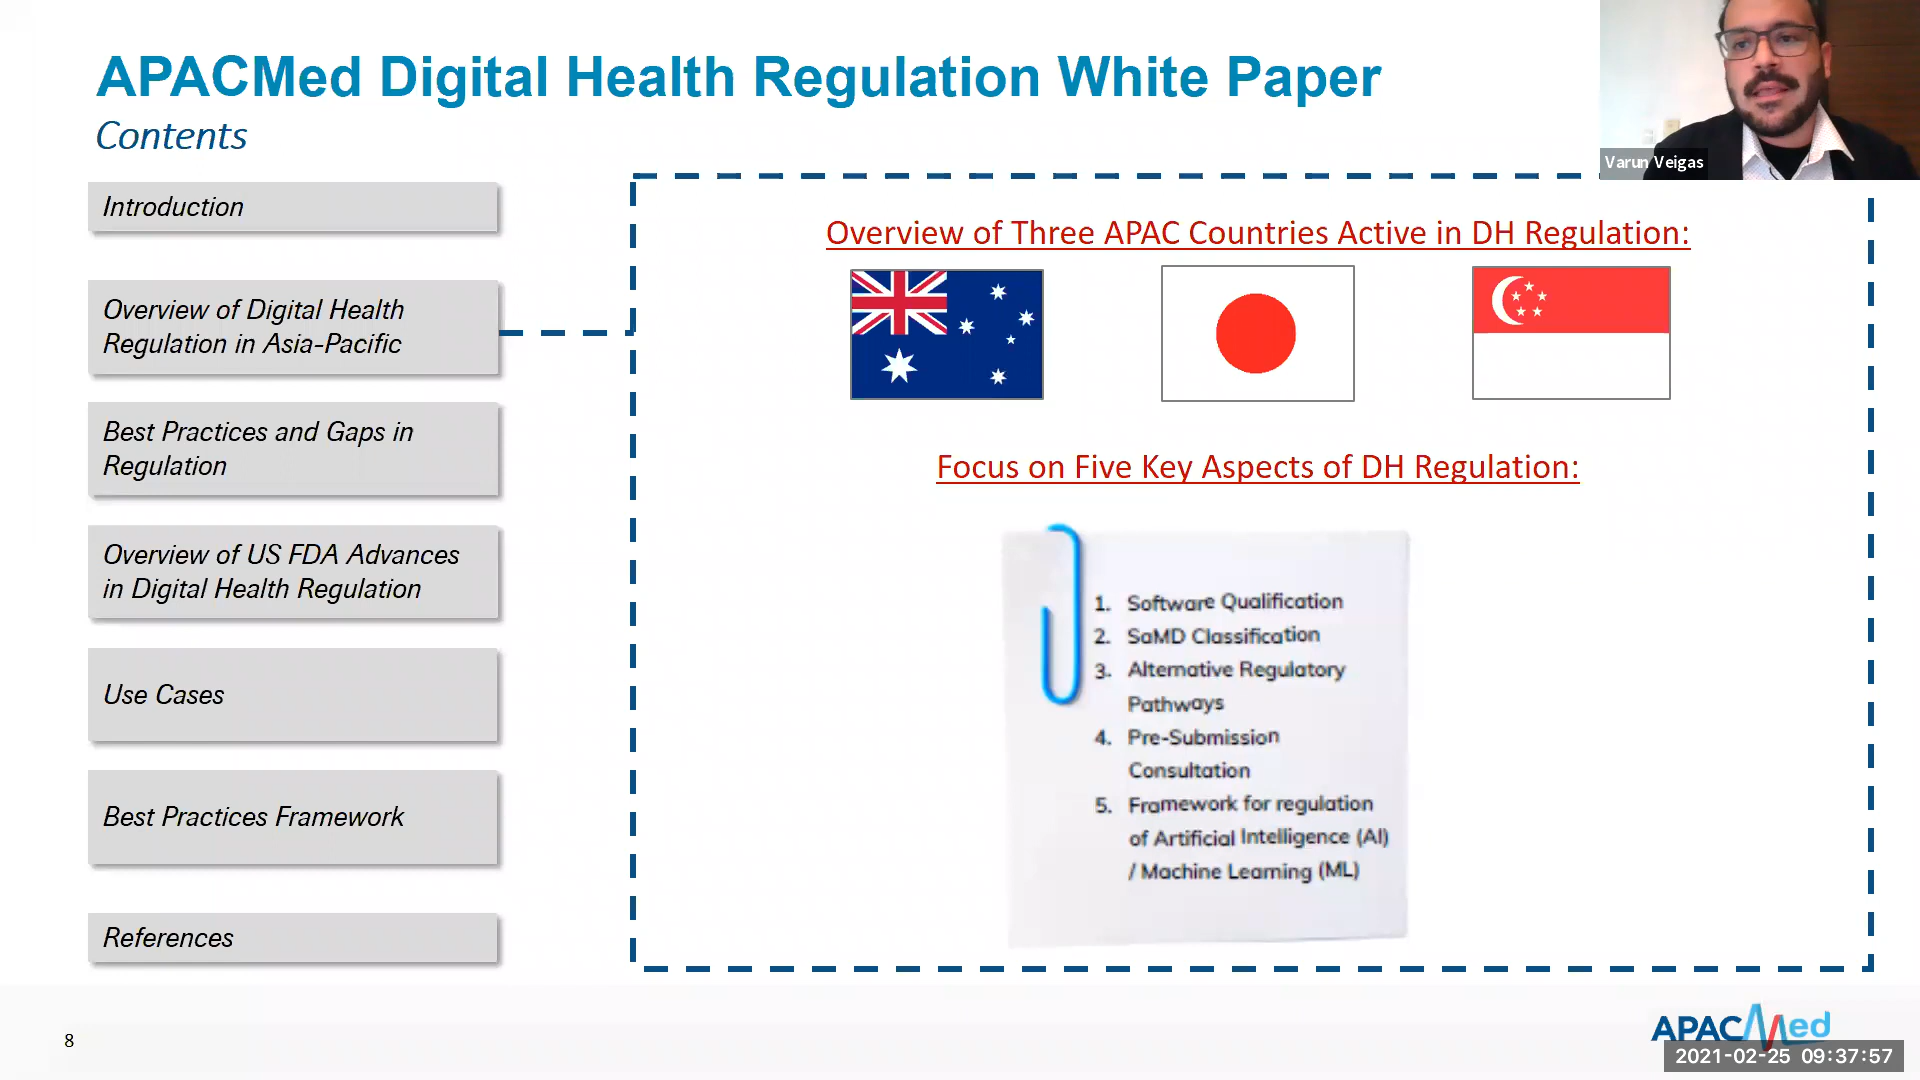 APACMed Digital Health Regulation White Paper
Contents
Varun Veigas
Introduction
Overview of Digital Health
Regulation in Asia-Pacific
Best Practices and Gaps in
Regulation
Overview of US FDA Advances
in Digital Health Regulation
Use Cases
Best Practices Framework
References
Overview of Three APAC Countries Active in DH Regulation:
Focus on Five Key Aspects of DH Regulation:
1. Software Qualification
2. SaMD Classification
3. Alternative Regulatory
Pathways
4. Pre-Submission
Consultation
5. Framework for regulation
of Artificial Intelligence (AI)
/ Machine Learning (ML)
8
APACMed
2021-02-25 09:37:57